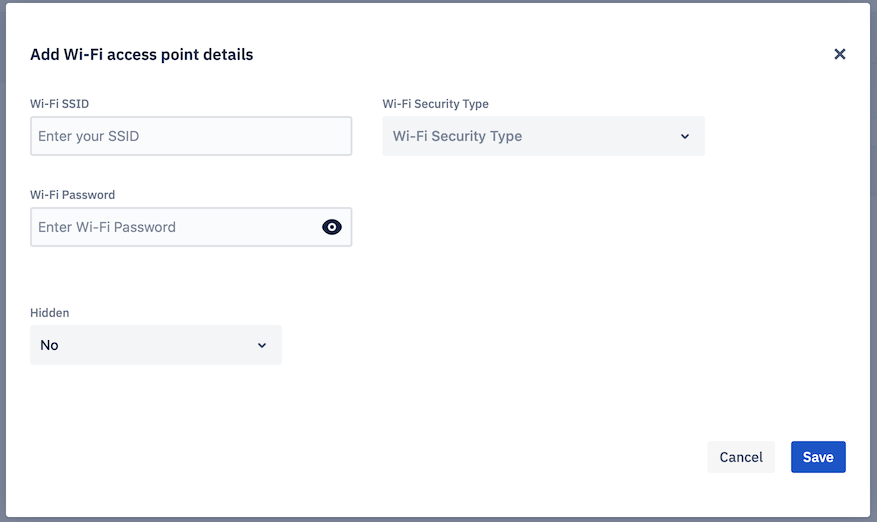 Add Wi-Fi access point details
Wi-Fi SSID
Enter your SSID
Wi-Fi Security Type
Wi-Fi Security Type
Wi-Fi Password
Enter Wi-Fi Password
Hidden
No
Cancel
Save